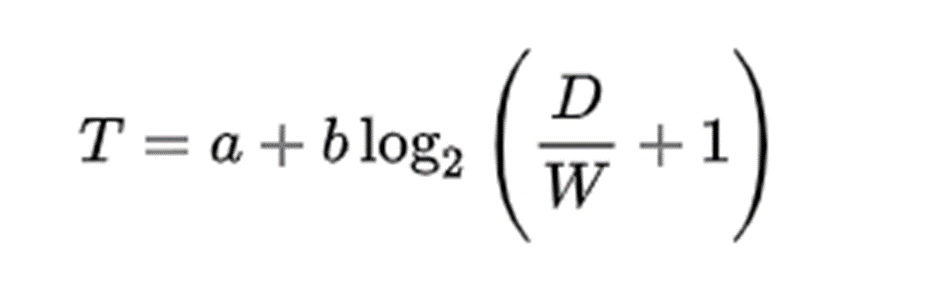 T = a + b log₂ (D/W + 1)